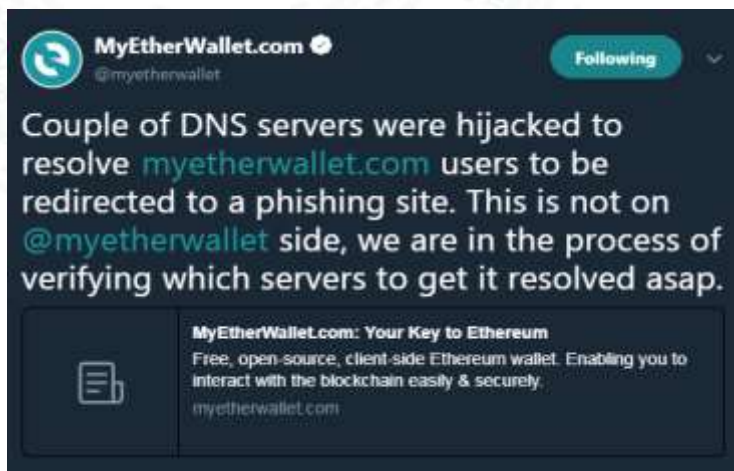 MyEtherWallet.com
@myetherwallet
Following
Couple of DNS servers were hijacked to
resolve myetherwallet.com users to be
redirected to a phishing site. This is not on
@myetherwallet side, we are in the process of
verifying which servers to get it resolved asap.
MyEtherWallet.com: Your Key to Ethereum
Free, open-source, client-side Ethereum wallet. Enabling you to
interact with the blockchain easily & securely.
myetherwallet.com